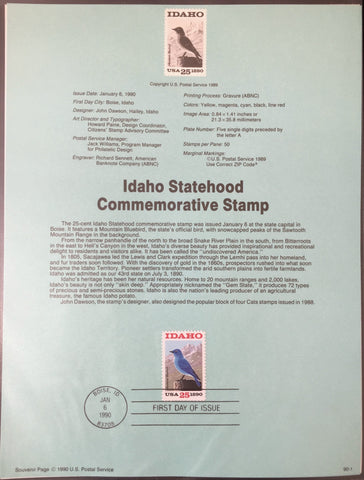 IDAHO
USA 25 1890
Copyright U.S. Postal Service 1989
Issue Date: January 6, 1990
First Day City: Boise, Idaho
Designer: John Dawson, Hailey, Idaho
Art Director and Typographer:
Howard Paine, Design Coordinator,
Citizens' Stamp Advisory Committee
Postal Service Manager:
Jack Williams, Program Manager
for Philatelic Design
Engraver: Richard Sennett, American
Banknote Company (ABNC)
Printing Process: Gravure (ABNC)
Colors: Yellow, magenta, cyan, black, line red
Image Area: 0.84 x 1.41 inches or
21.3 x 35.8 millimeters
Plate Number: Five single digits preceded by
the letter A
Stamps per Pane: 50
Marginal Markings:
©U.S. Postal Service 1989
Use Correct ZIP Code®
Idaho Statehood
Commemorative Stamp
The 25-cent Idaho Statehood commemorative stamp was issued January 6 at the state capital in
Boise. It features a Mountain Bluebird, the state's official bird, with snowcapped peaks of the Sawtooth
Mountain Range in the background.
From the narrow panhandle of the north to the broad Snake River Plain in the south, from Bitterroots
in the east to Hell's Canyon in the west, Idaho's diverse beauty has provided inspirational and recreational
delight to residents and visitors alike. It has been called the "undiscovered America."
In 1805, Sacajawea led the Lewis and Clark expedition through the Lemhi pass into her homeland,
and fur traders soon followed. With the discovery of gold in the 1860s, prospectors rushed into what soon
became the Idaho Territory. Pioneer settlers transformed the arid southern plains into fertile farmlands.
Idaho was admitted as our 43rd state on July 3, 1890.
Idaho's heritage has been her natural resources. Home to 20 mountain ranges and 2,000 lakes,
Idaho's beauty is not only "skin deep." Appropriately nicknamed the "Gem State," it produces 72 types
of precious and semi-precious stones. Idaho is also the nation's leading producer of an agricultural
treasure, the famous Idaho potato.
John Dawson, the stamp's designer, also designed the popular block of four Cats stamps issued in 1988.
IDAHO
USA 25 1890
BOISE, ID
JAN
6
1990
83708
FIRST DAY OF ISSUE
Souvenir Page © 1990 U.S. Postal Service
90-1